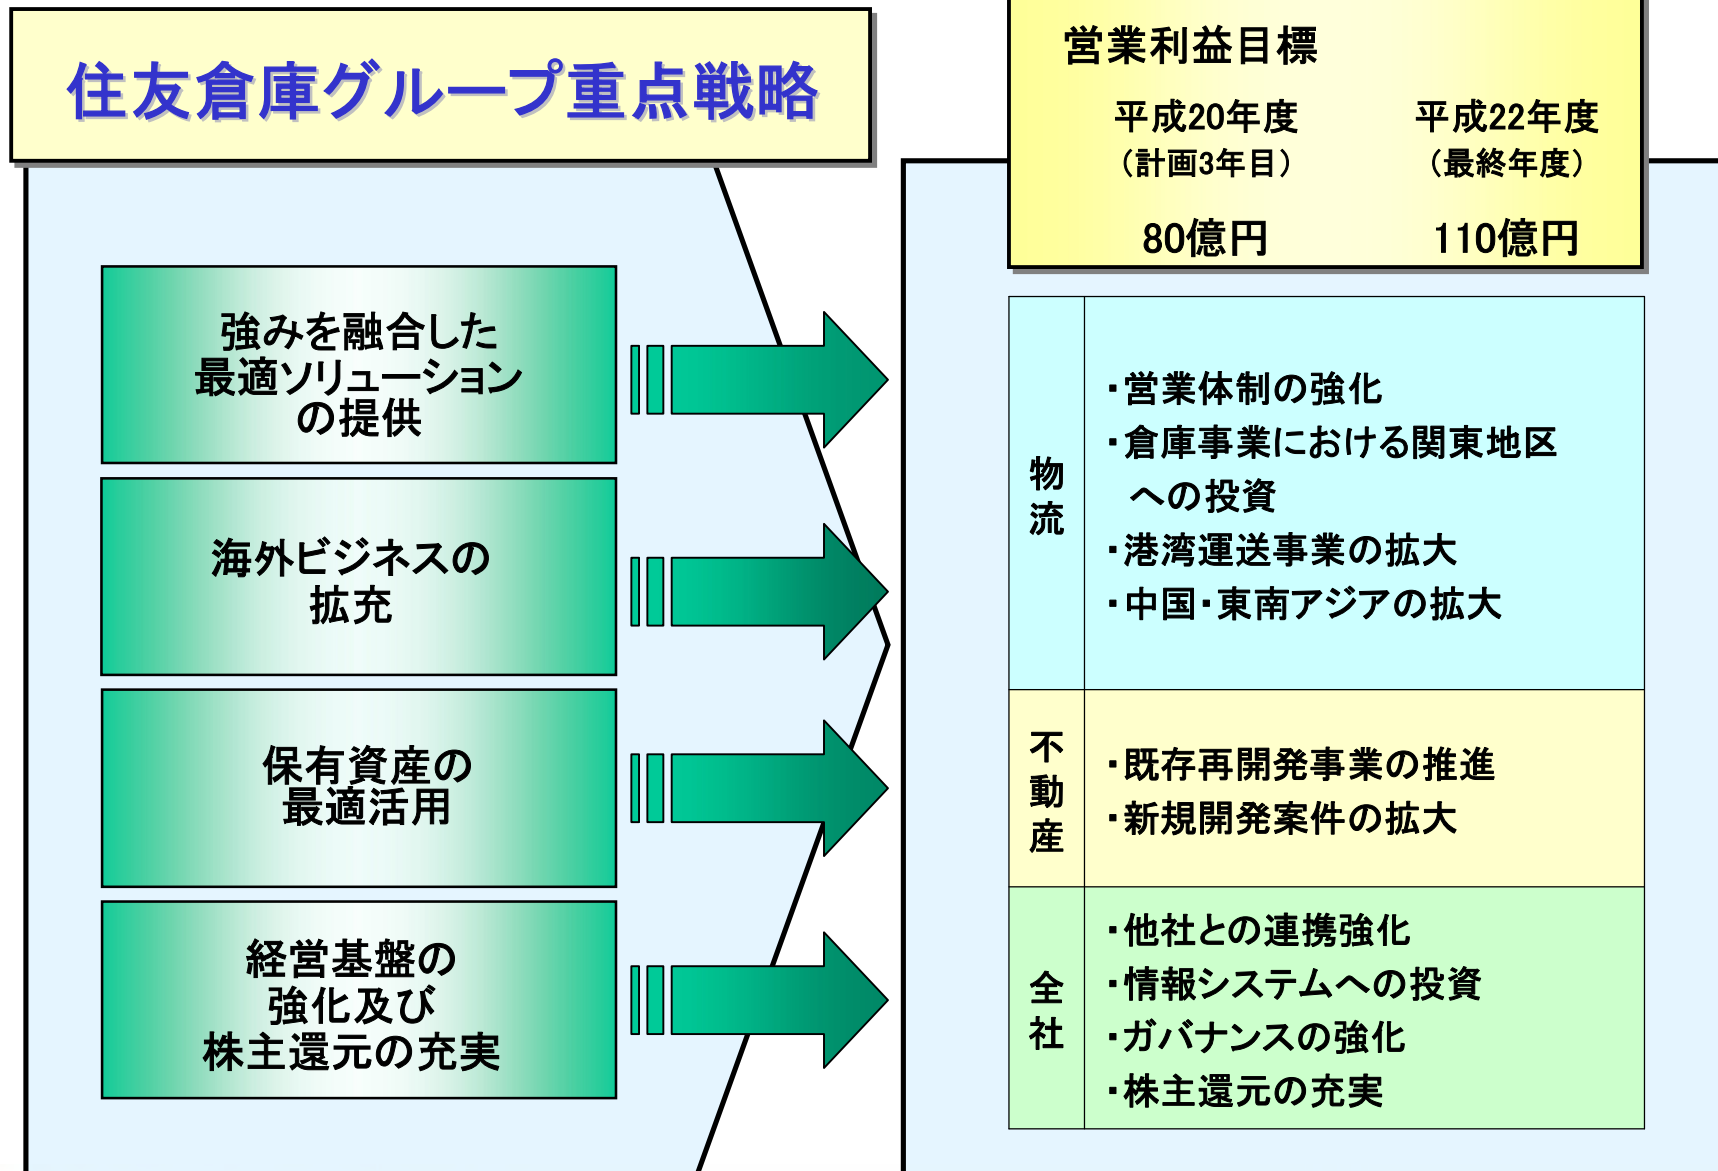 住友倉庫グループ重点戦略
強みを融合した
最適ソリューション
の提供
海外ビジネスの
拡充
保有資産の
最適活用
経営基盤の
強化及び
株主還元の充実
営業利益目標
平成20年度 平成22年度
（計画3年目） （最終年度）
80億円 110億円
物流
・営業体制の強化
・倉庫事業における関東地区
への投資
・港湾運送事業の拡大
・中国・東南アジアの拡大
不動産
・既存再開発事業の推進
・新規開発案件の拡大
全社
・他社との連携強化
・情報システムへの投資
・ガバナンスの強化
・株主還元の充実